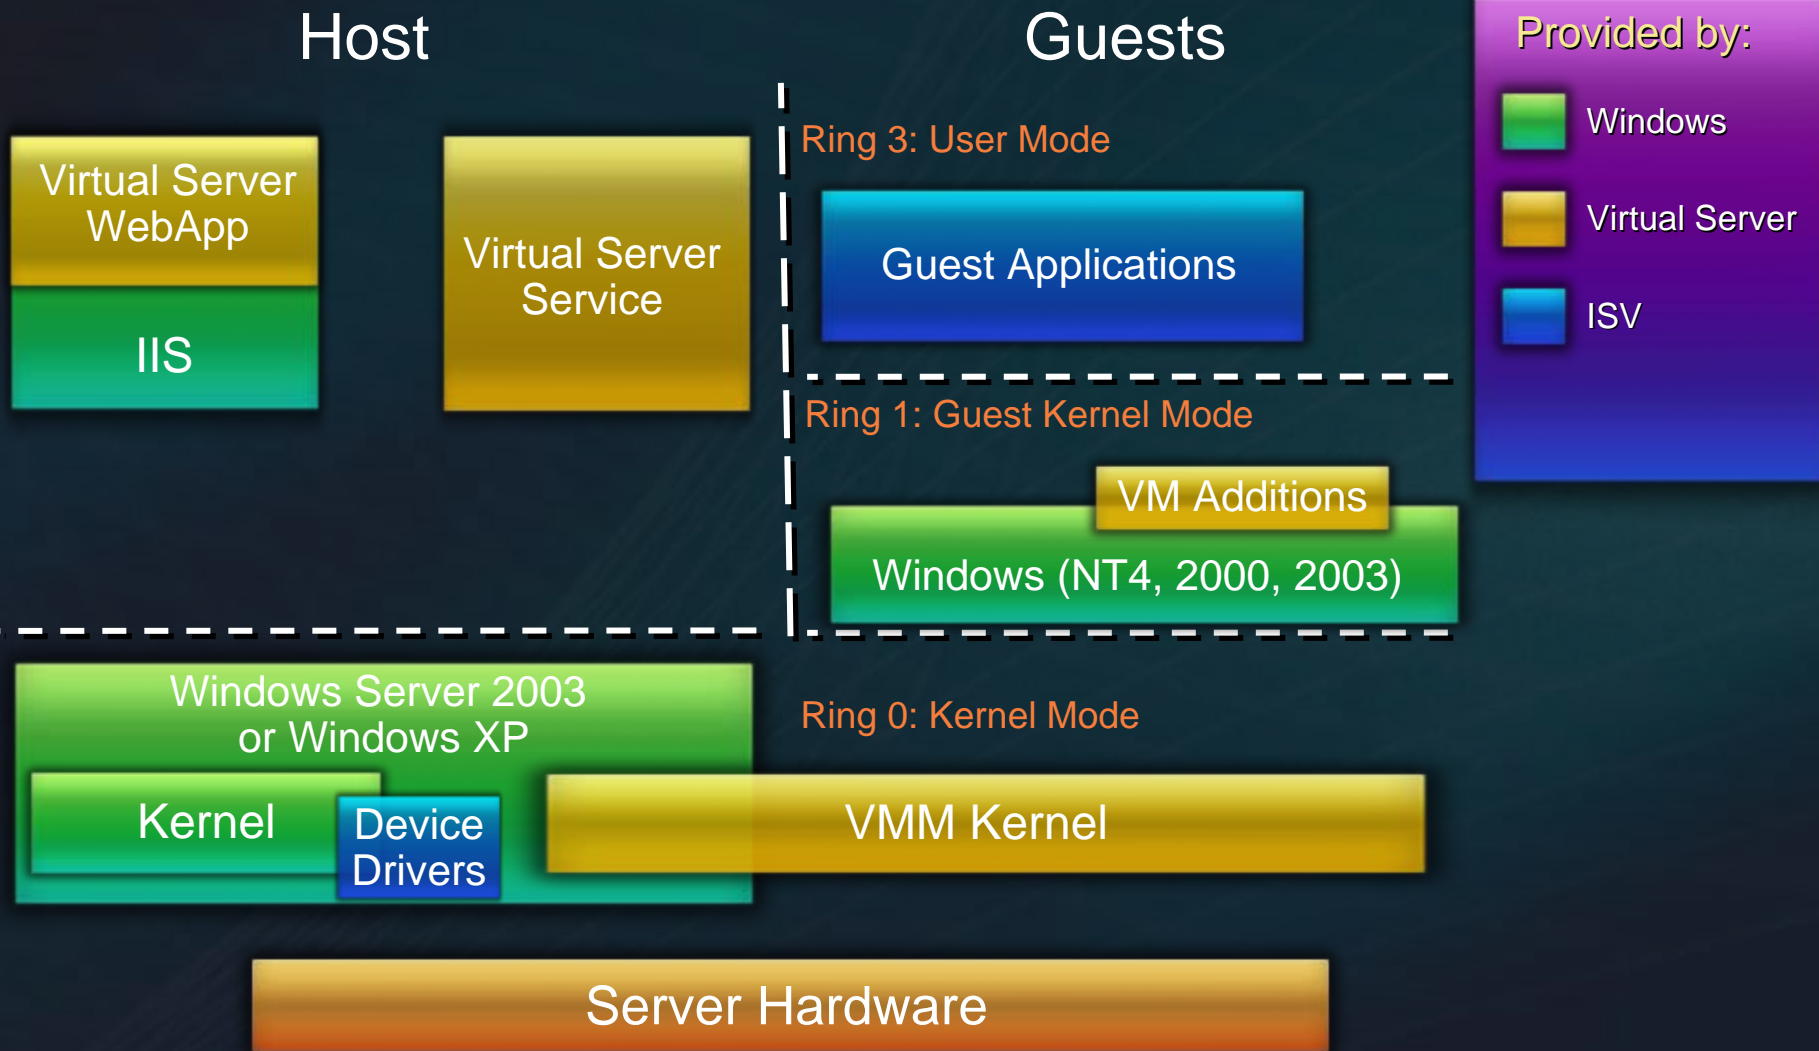 Host
Guests
Provided by:
Windows
Virtual Server
ISV
Virtual Server
WebApp
IIS
Virtual Server
Service
Ring 3: User Mode
Guest Applications
Ring 1: Guest Kernel Mode
VM Additions
Windows (NT4, 2000, 2003)
Windows Server 2003
or Windows XP
Kernel
Device
Drivers
Ring 0: Kernel Mode
VMM Kernel
Server Hardware